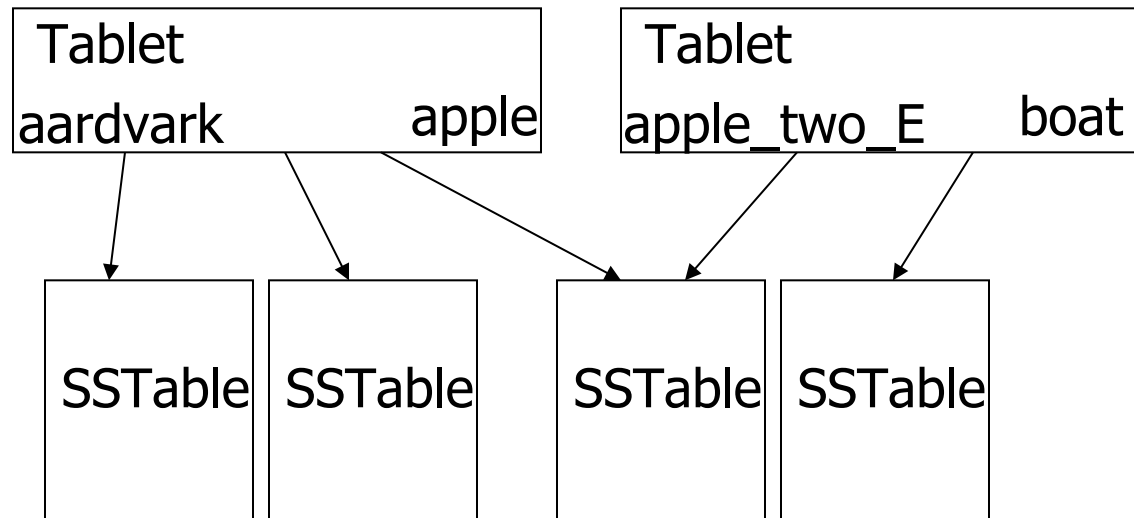 Tablet
aardvark apple
Tablet
apple_two_E boat
SSTable
SSTable
SSTable
SSTable